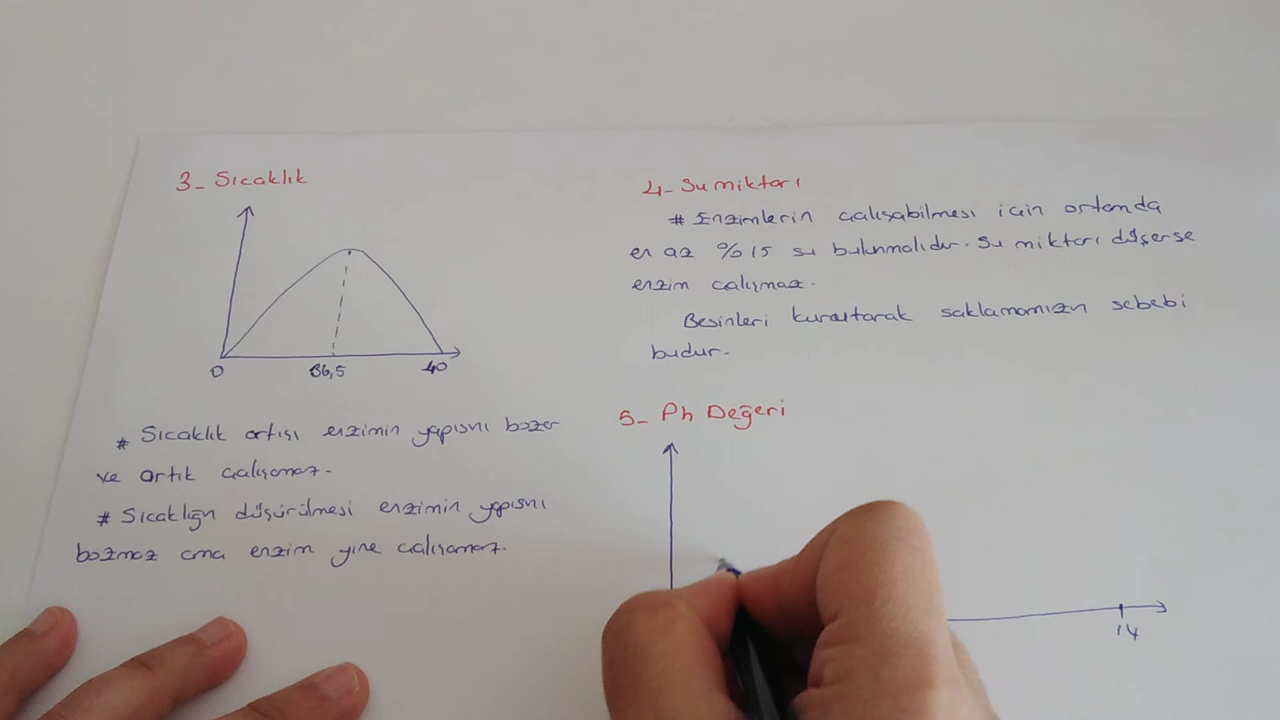 3- Sıcaklık
0 36,5 40
# Sıcaklık artışı enzimin yapısını bozar
ve artık çalışamaz.
# Sıcaklığın düşürülmesi enzimin yapısını
bozmaz ama enzim yine çalışamaz.
4- Su miktarı
# Enzimlerin çalışabilmesi için ortamda
en az %15 su bulunmalıdır. Su miktarı düşerse
enzim çalışmaz.
Besinleri kurutarak saklamamızın sebebi
budur.
5- Ph Değeri
14